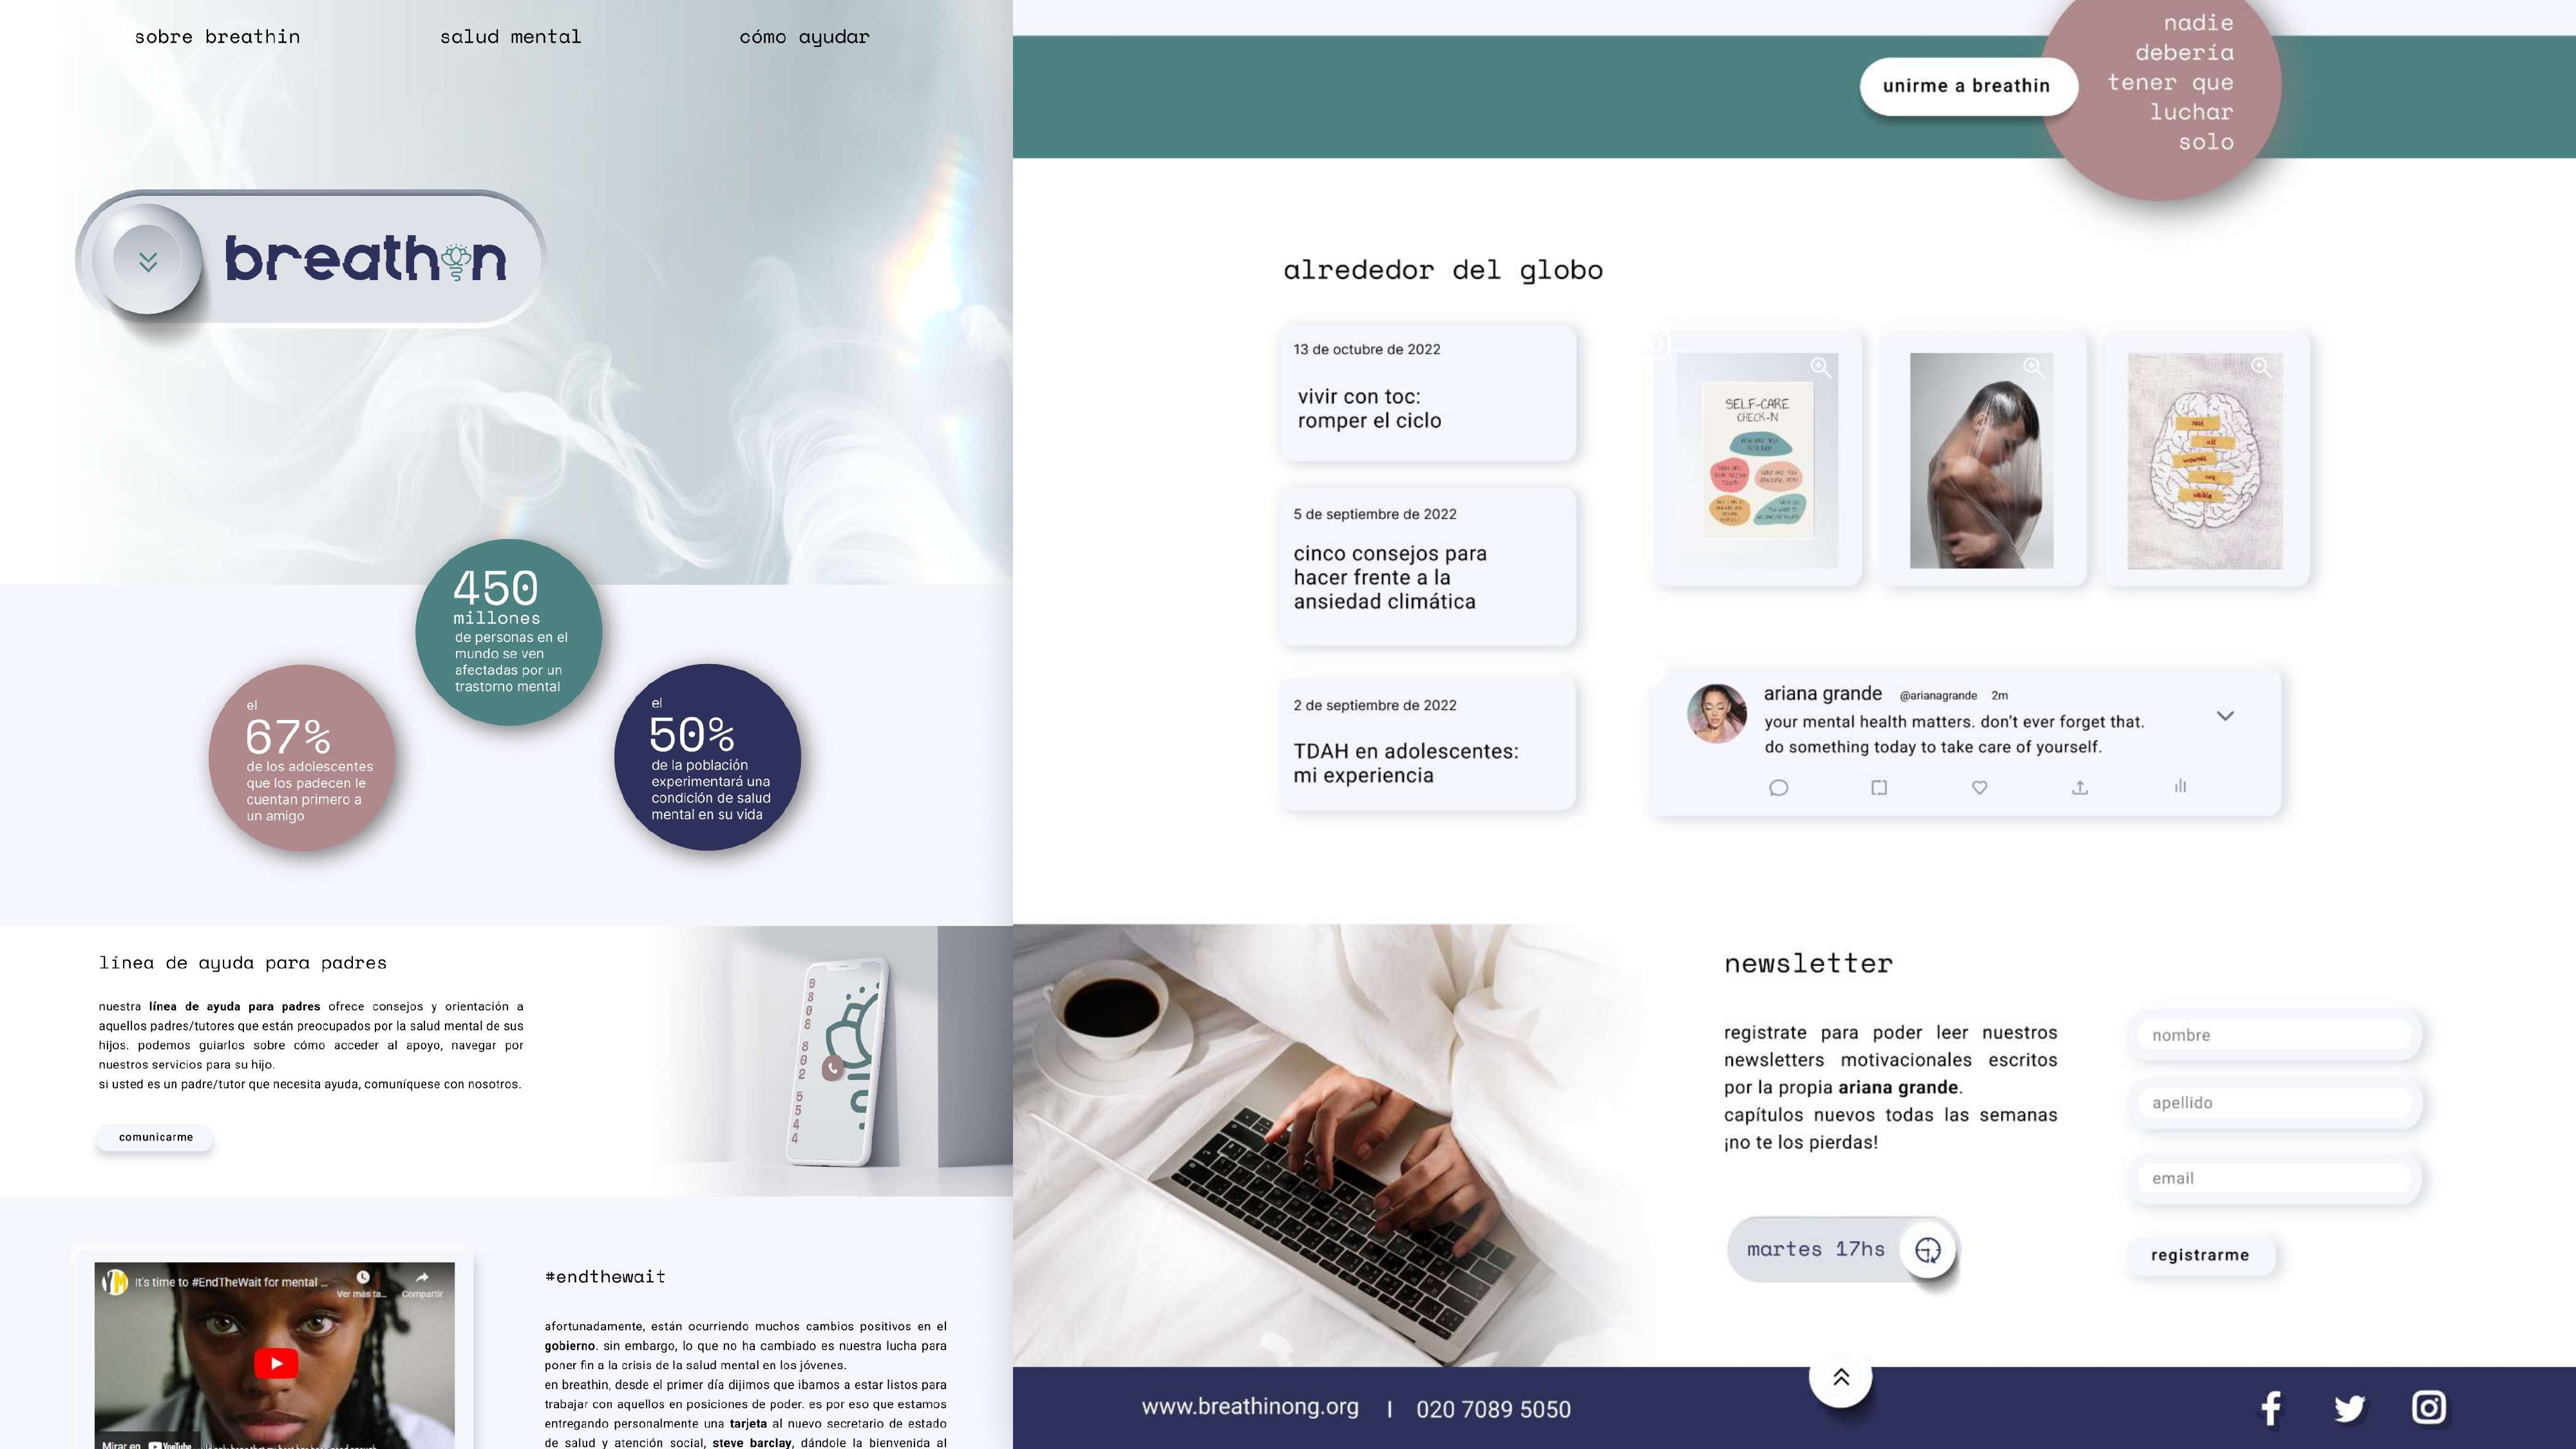 sobre breathin
salud mental
cómo ayudar
breathin
450
millones
de personas en el
mundo se ven
afectadas por un
trastorno mental
el
67%
de los adolescentes
que los padecen le
cuentan primero a
un amigo
el
50%
de la población
experimentará una
condición de salud
mental en su vida
línea de ayuda para padres
nuestra línea de ayuda para padres ofrece consejos y orientación a
aquellos padres/tutores que están preocupados por la salud mental de sus
hijos. podemos guiarlos sobre cómo acceder al apoyo, navegar por
nuestros servicios para su hijo.
si usted es un padre/tutor que necesita ayuda, comuníquese con nosotros.
comunicarme
0808 802 5544
It's time to #EndTheWait for mental ...
Ver más ta...
Compartir
Mirar en YouTube
#endthewait
afortunadamente, están ocurriendo muchos cambios positivos en el
gobierno. sin embargo, lo que no ha cambiado es nuestra lucha para
poner fin a la crisis de la salud mental en los jóvenes.
en breathin, desde el primer día dijimos que ibamos a estar listos para
trabajar con aquellos en posiciones de poder. es por eso que estamos
entregando personalmente una tarjeta al nuevo secretario de estado
de salud y atención social, steve barclay, dándole la bienvenida al
unirme a breathin
nadie
debería
tener que
luchar
solo
alrededor del globo
13 de octubre de 2022
vivir con toc:
romper el ciclo
5 de septiembre de 2022
cinco consejos para
hacer frente a la
ansiedad climática
2 de septiembre de 2022
TDAH en adolescentes:
mi experiencia
SELF-CARE
CHECK-IN
Not
all
wounds
are
visible
ariana grande @arianagrande 2m
your mental health matters. don't ever forget that.
do something today to take care of yourself.
newsletter
registrate para poder leer nuestros
newsletters motivacionales escritos
por la propia ariana grande.
capítulos nuevos todas las semanas
¡no te los pierdas!
martes 17hs
nombre
apellido
email
registrarme
www.breathinong.org | 020 7089 5050